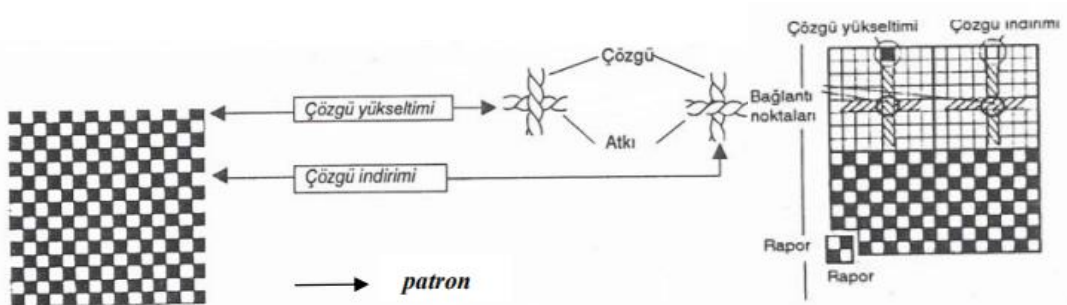 Çözgü yükseltimi
Çözgü indirimi
patron
Çözgü
Atkı
Bağlantı
noktaları
Çözgü yükseltimi
Çözgü indirimi
Rapor
Rapor